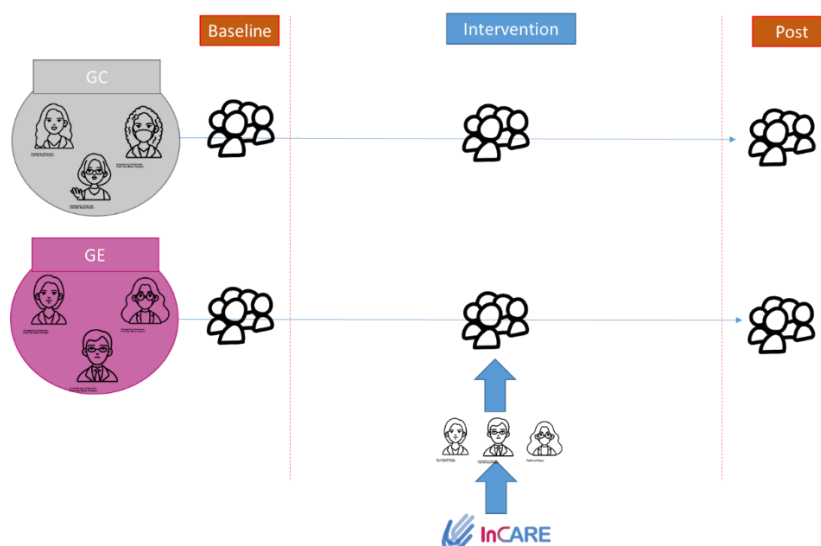 Baseline
Intervention
Post
GC
GE
InCARE